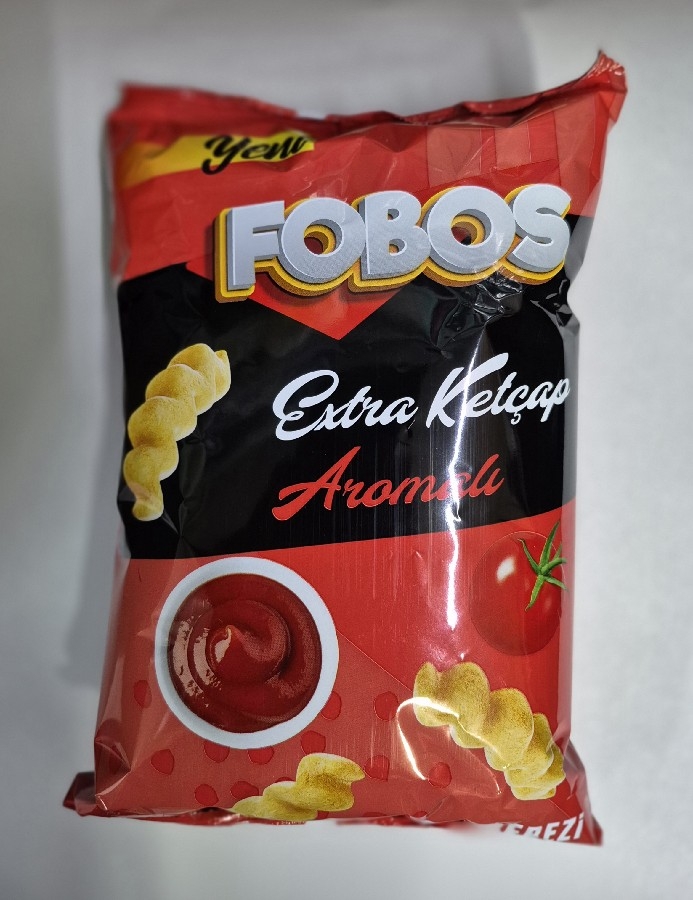 Yeni
FOBOS
Extra Ketçap
Aromalı